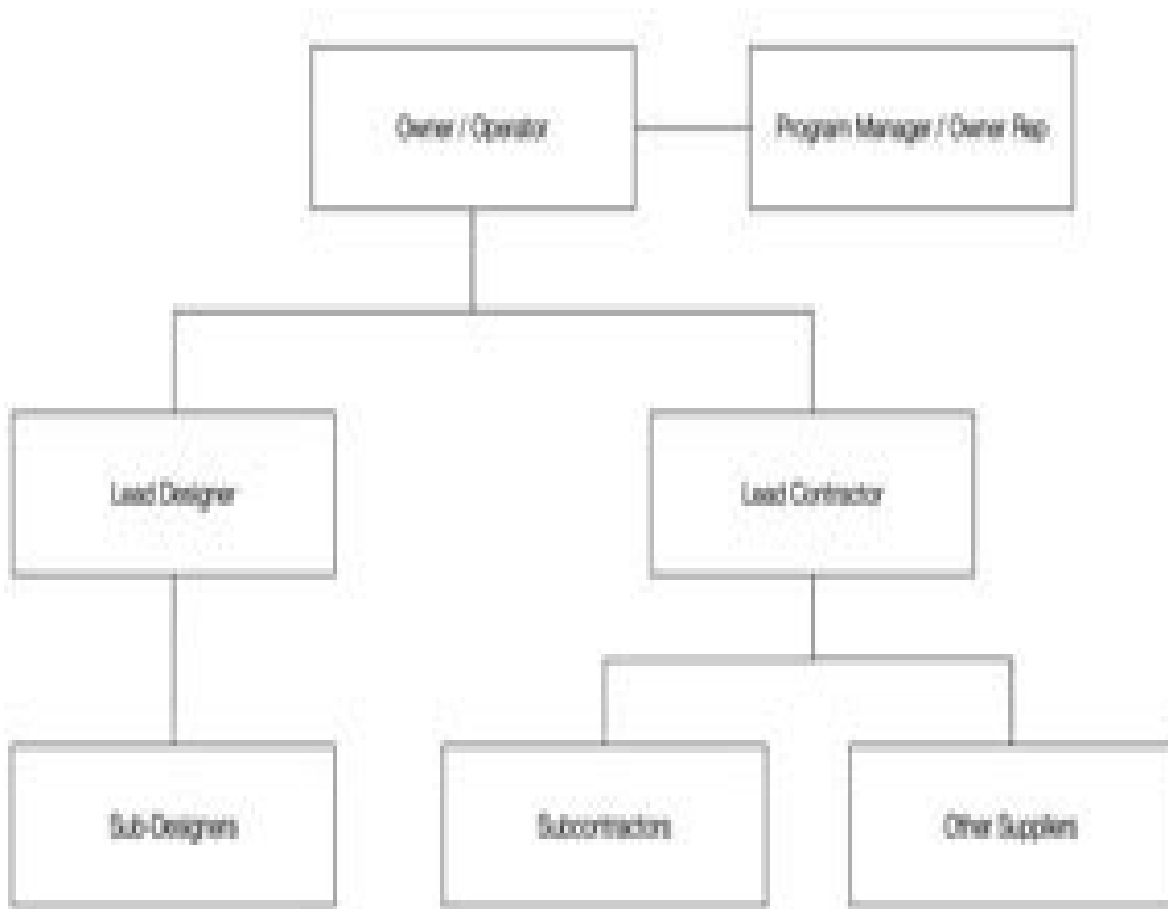 Owner / Operator
Program Manager / Owner Rep
Lead Designer
Lead Contractor
Sub-Designers
Subcontractors
Other Suppliers